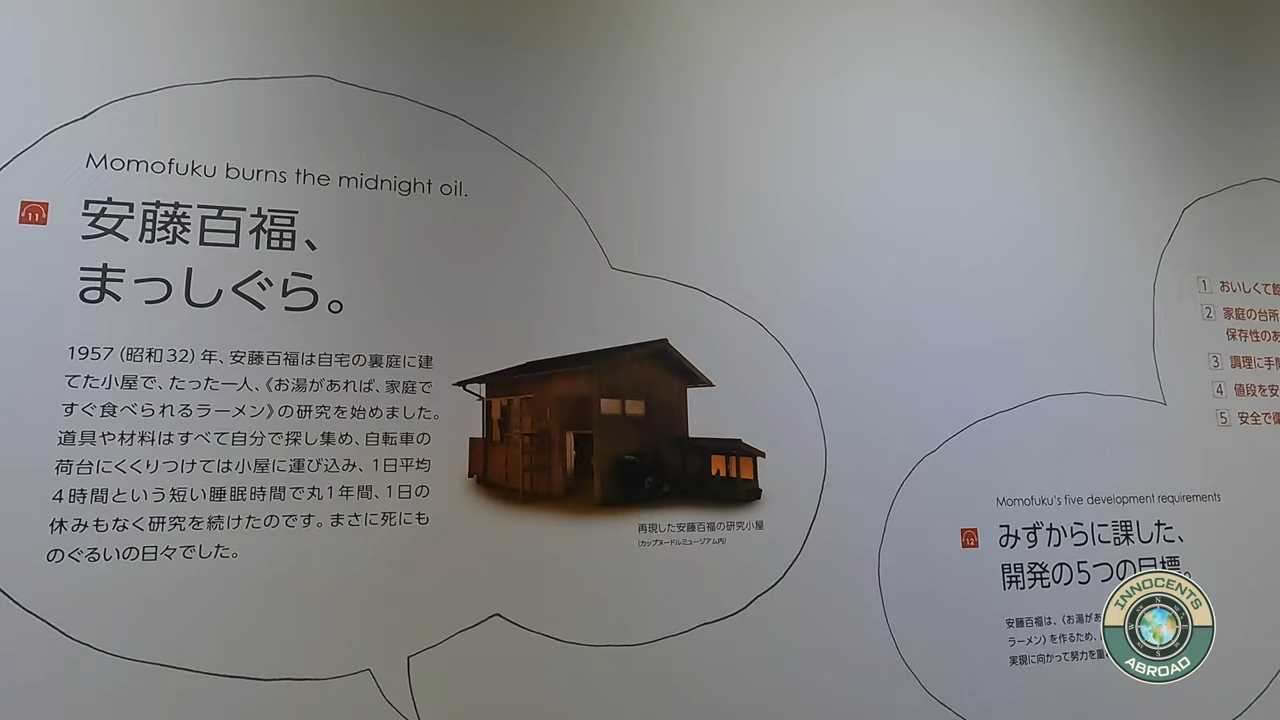 Momofuku burns the midnight oil.
11
安藤百福、
まっしぐら。
1957（昭和32）年、安藤百福は自宅の裏庭に建
てた小屋で、たった一人、《お湯があれば、家庭で
すぐ食べられるラーメン》の研究を始めました。
道具や材料はすべて自分で探し集め、自転車の
荷台にくくりつけては小屋に運び込み、1日平均
4時間という短い睡眠時間で丸1年間、1日の
休みもなく研究を続けたのです。まさに死にも
のぐるいの日々でした。
再現した安藤百福の研究小屋
（カップヌードルミュージアム内）
1 おいしくて飽
2 家庭の台所
保存性のあ
3 調理に手間
4 値段を安
5 安全で衛
Momofuku's five development requirements
12
みずからに課した、
開発の5つの目標。
安藤百福は、《お湯があ
ラーメン》を作るため、
実現に向かって努力を重
INNOCENTS
ABROAD